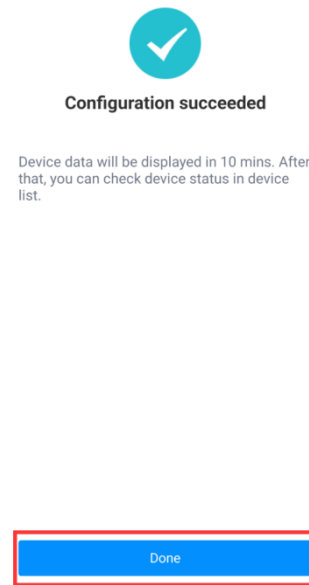 Configuration succeeded
Device data will be displayed in 10 mins. After
that, you can check device status in device
list.
Done